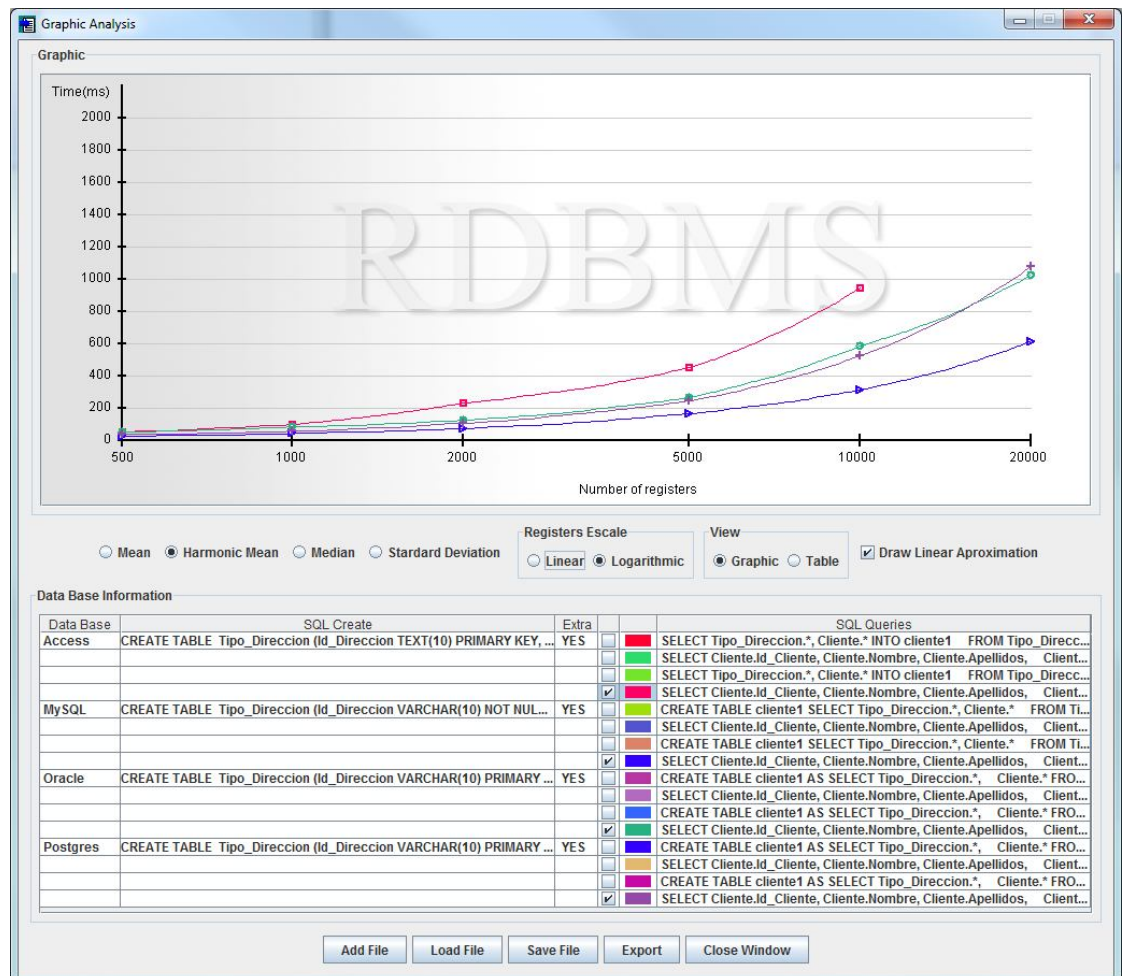 Graphic Analysis
Graphic
Time(ms)
2000
1800
1600
1400
1200
1000
800
600
400
200
0
RDBMS
500 1000 2000 5000 10000 20000
Number of registers
Mean Harmonic Mean Median Stardard Deviation
Registers Escale
Linear Logarithmic
View
Graphic Table
Draw Linear Aproximation
Data Base Information
Data Base SQL Create Extra SQL Queries
Access CREATE TABLE Tipo_Direccion (Id_Direccion TEXT(10) PRIMARY KEY, ... YES SELECT Tipo_Direccion.*, Cliente.* INTO cliente1 FROM Tipo_Direcc...
SELECT Cliente.Id_Cliente, Cliente.Nombre, Cliente.Apellidos, Client...
SELECT Tipo_Direccion.*, Cliente.* INTO cliente1 FROM Tipo_Direcc...
SELECT Cliente.Id_Cliente, Cliente.Nombre, Cliente.Apellidos, Client...
MySQL CREATE TABLE Tipo_Direccion (Id_Direccion VARCHAR(10) NOT NUL... YES CREATE TABLE cliente1 SELECT Tipo_Direccion.*, Cliente.* FROM Ti...
SELECT Cliente.Id_Cliente, Cliente.Nombre, Cliente.Apellidos, Client...
CREATE TABLE cliente1 SELECT Tipo_Direccion.*, Cliente.* FROM Ti...
SELECT Cliente.Id_Cliente, Cliente.Nombre, Cliente.Apellidos, Client...
Oracle CREATE TABLE Tipo_Direccion (Id_Direccion VARCHAR(10) PRIMARY ... YES CREATE TABLE cliente1 AS SELECT Tipo_Direccion.*, Cliente.* FRO...
SELECT Cliente.Id_Cliente, Cliente.Nombre, Cliente.Apellidos, Client...
CREATE TABLE cliente1 AS SELECT Tipo_Direccion.*, Cliente.* FRO...
SELECT Cliente.Id_Cliente, Cliente.Nombre, Cliente.Apellidos, Client...
Postgres CREATE TABLE Tipo_Direccion (Id_Direccion VARCHAR(10) PRIMARY ... YES CREATE TABLE cliente1 AS SELECT Tipo_Direccion.*, Cliente.* FRO...
SELECT Cliente.Id_Cliente, Cliente.Nombre, Cliente.Apellidos, Client...
CREATE TABLE cliente1 AS SELECT Tipo_Direccion.*, Cliente.* FRO...
SELECT Cliente.Id_Cliente, Cliente.Nombre, Cliente.Apellidos, Client...
Add File Load File Save File Export Close Window